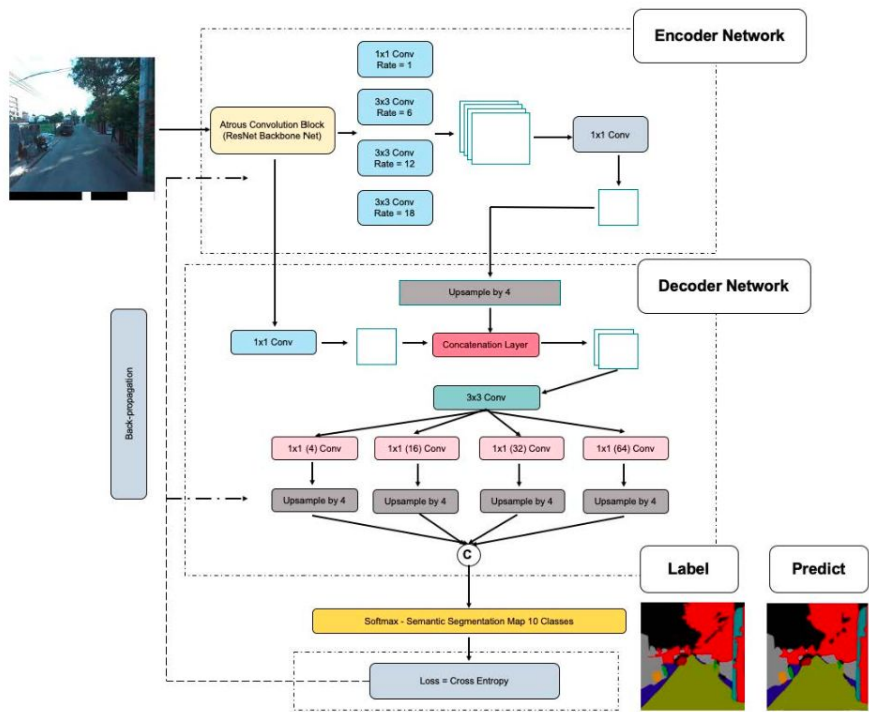 Encoder Network
1x1 Conv
Rate = 1
3x3 Conv
Rate = 6
Atrous Convolution Block
(ResNet Backbone Net)
1x1 Conv
3x3 Conv
Rate = 12
3x3 Conv
Rate = 18
Decoder Network
Upsample by 4
1x1 Conv
Concatenation Layer
3x3 Conv
Back-propagation
1x1 (4) Conv
1x1 (16) Conv
1x1 (32) Conv
1x1 (64) Conv
Upsample by 4
Upsample by 4
Upsample by 4
Upsample by 4
C
Label
Predict
Softmax - Semantic Segmentation Map 10 Classes
Loss = Cross Entropy